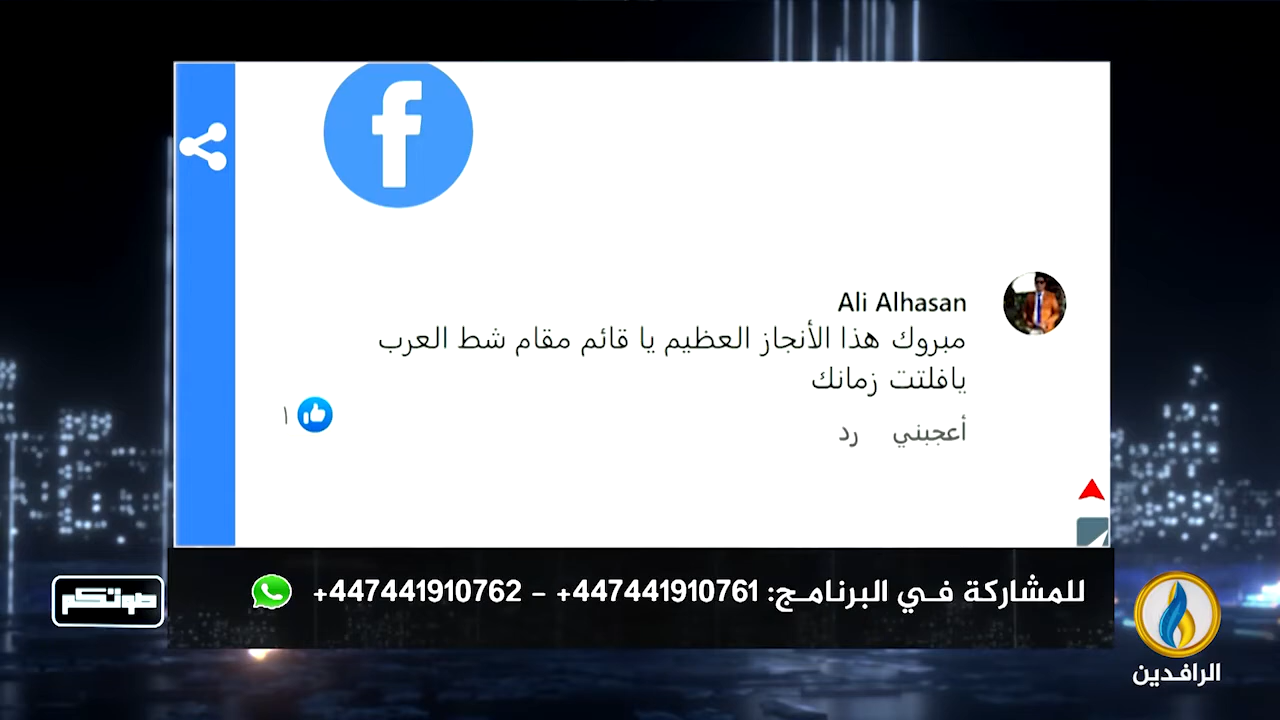 f
Ali Alhasan
مبروك هذا الأنجاز العظيم يا قائم مقام شط العرب
يافلتت زمانك
١
أعجبني رد
للمشاركة في البرنامج: 447441910761+ – 447441910762+
صوتكم
الرافدين